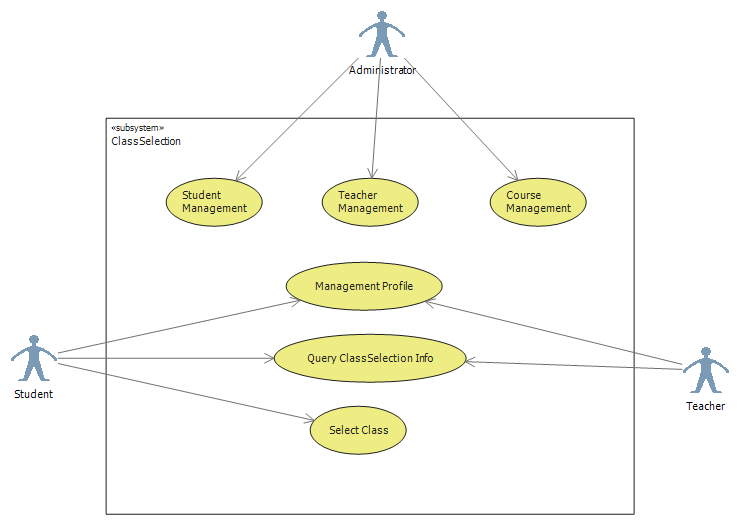 Administrator
«subsystem»
ClassSelection
Student
Management
Teacher
Management
Course
Management
Management Profile
Query ClassSelection Info
Student
Teacher
Select Class